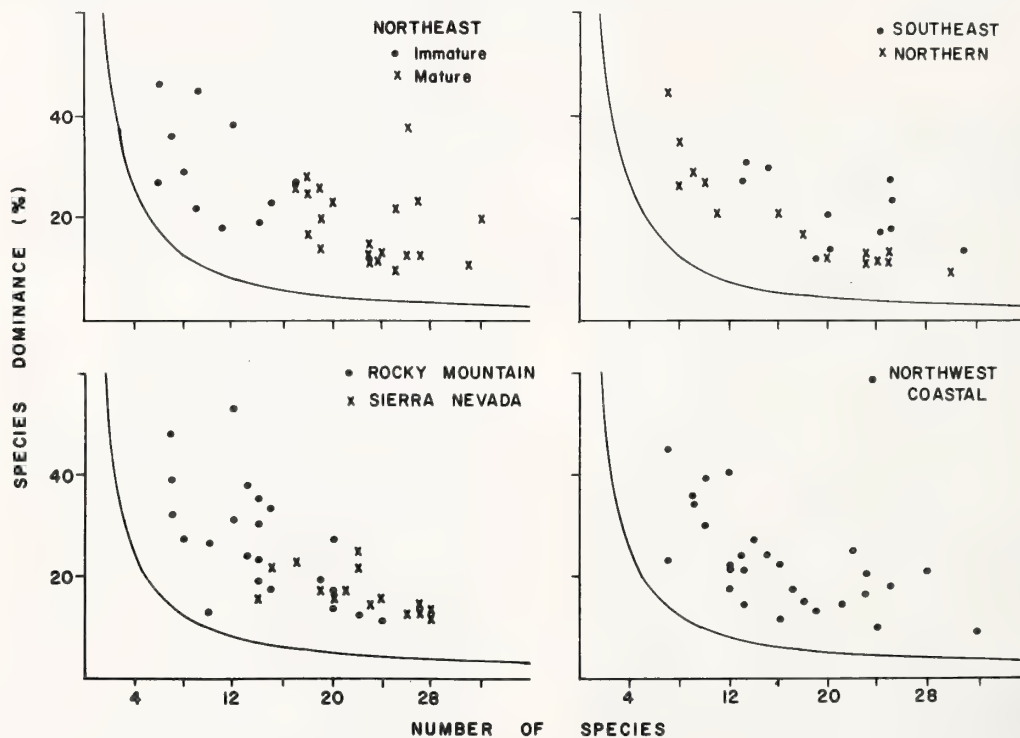 NORTHEAST
• Immature
x Mature
• SOUTHEAST
x NORTHERN
40
20
• ROCKY MOUNTAIN
x SIERRA NEVADA
• NORTHWEST
COASTAL
40
20
4 12 20 28
4 12 20 28
SPECIES DOMINANCE (%)
NUMBER OF SPECIES